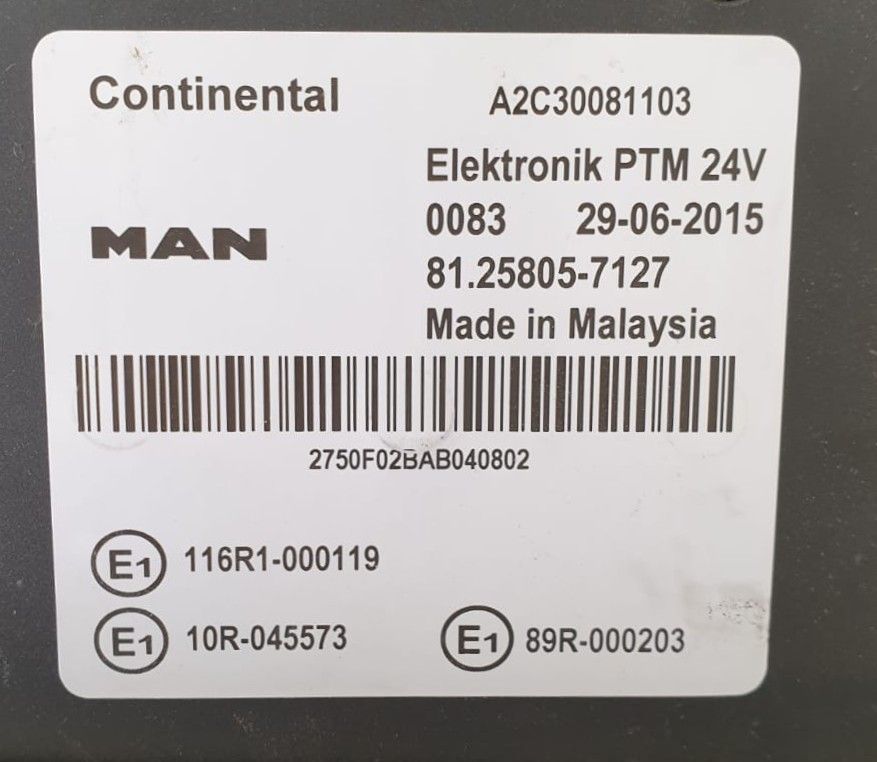 Continental A2C30081103
Elektronik PTM 24V
0083 29-06-2015
MAN
81.25805-7127
Made in Malaysia
2750F02BAB040802
E1 116R1-000119
E1 10R-045573 E1 89R-000203